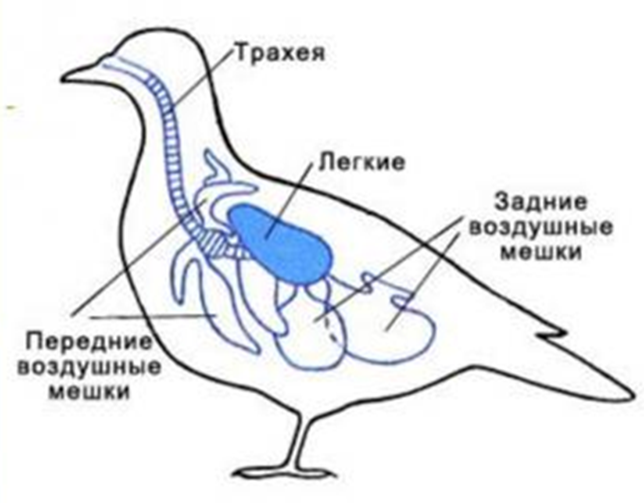 Трахея
Легкие
Задние
воздушные
мешки
Передние
воздушные
мешки